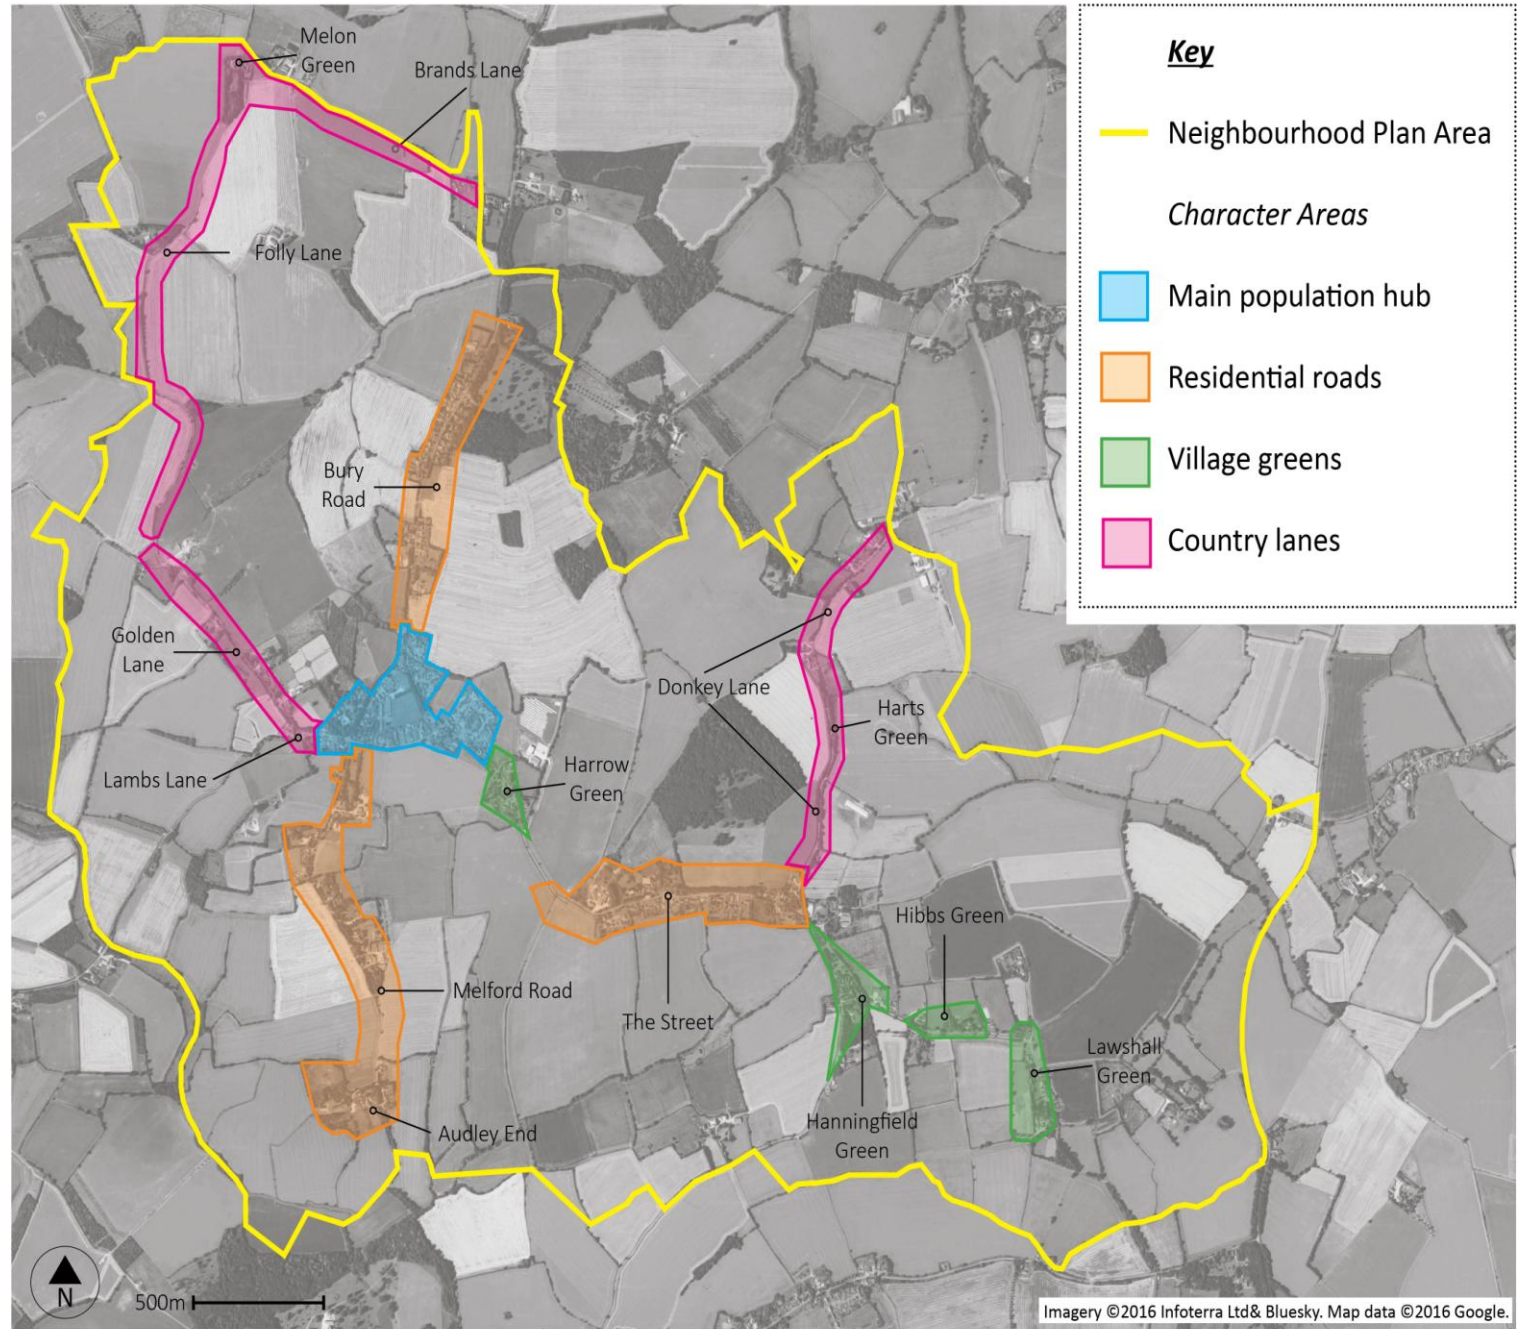 Melon
Green
Brands Lane
Folly Lane
Bury
Road
Golden
Lane
Lambs Lane
Donkey Lane
Harts
Green
Harrow
Green
Hibbs Green
Melford Road
The Street
Lawshall
Green
Hanningfield
Green
Audley End
N
500m
Key
Neighbourhood Plan Area
Character Areas
Main population hub
Residential roads
Village greens
Country lanes
Imagery ©2016 Infoterra Ltd& Bluesky. Map data ©2016 Google.